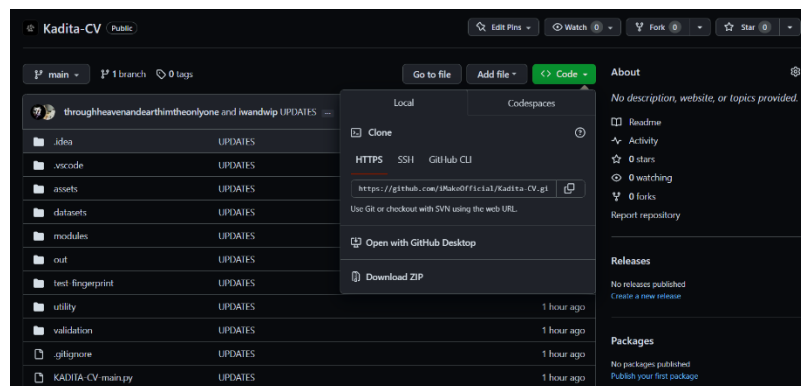 Kadita-CV Public
Edit Pins Watch 0 Fork 0 Star 0
main 1 branch 0 tags Go to file Add file <> Code
throughheavenandearthimtheonlyone and iwandwip UPDATES ...
.idea UPDATES
.vscode UPDATES
assets UPDATES
datasets UPDATES
modules UPDATES
out UPDATES
test-fingerprint UPDATES
utility UPDATES 1 hour ago
validation UPDATES 1 hour ago
.gitignore UPDATES 1 hour ago
KADITA-CV-main.py UPDATES 1 hour ago
Local Codespaces
Clone
HTTPS SSH GitHub CLI
https://github.com/iMakeOfficial/Kadita-CV.gi
Use Git or checkout with SVN using the web URL.
Open with GitHub Desktop
Download ZIP
About
No description, website, or topics provided.
Readme
Activity
0 stars
0 watching
0 forks
Report repository
Releases
No releases published
Create a new release
Packages
No packages published
Publish your first package